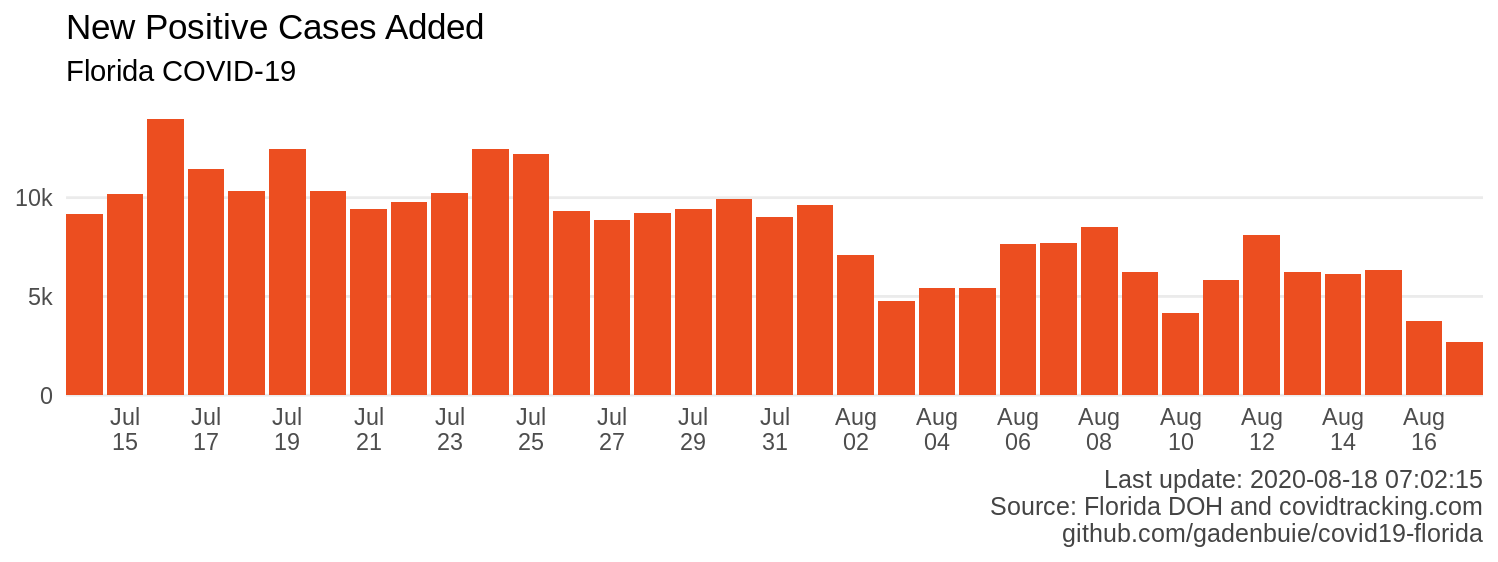 New Positive Cases Added
Florida COVID-19
10k
5k
0
Jul Jul Jul Jul Jul Jul Jul Jul Jul Aug Aug Aug Aug Aug Aug Aug Aug
15 17 19 21 23 25 27 29 31 02 04 06 08 10 12 14 16
Last update: 2020-08-18 07:02:15
Source: Florida DOH and covidtracking.com
github.com/gadenbuie/covid19-florida